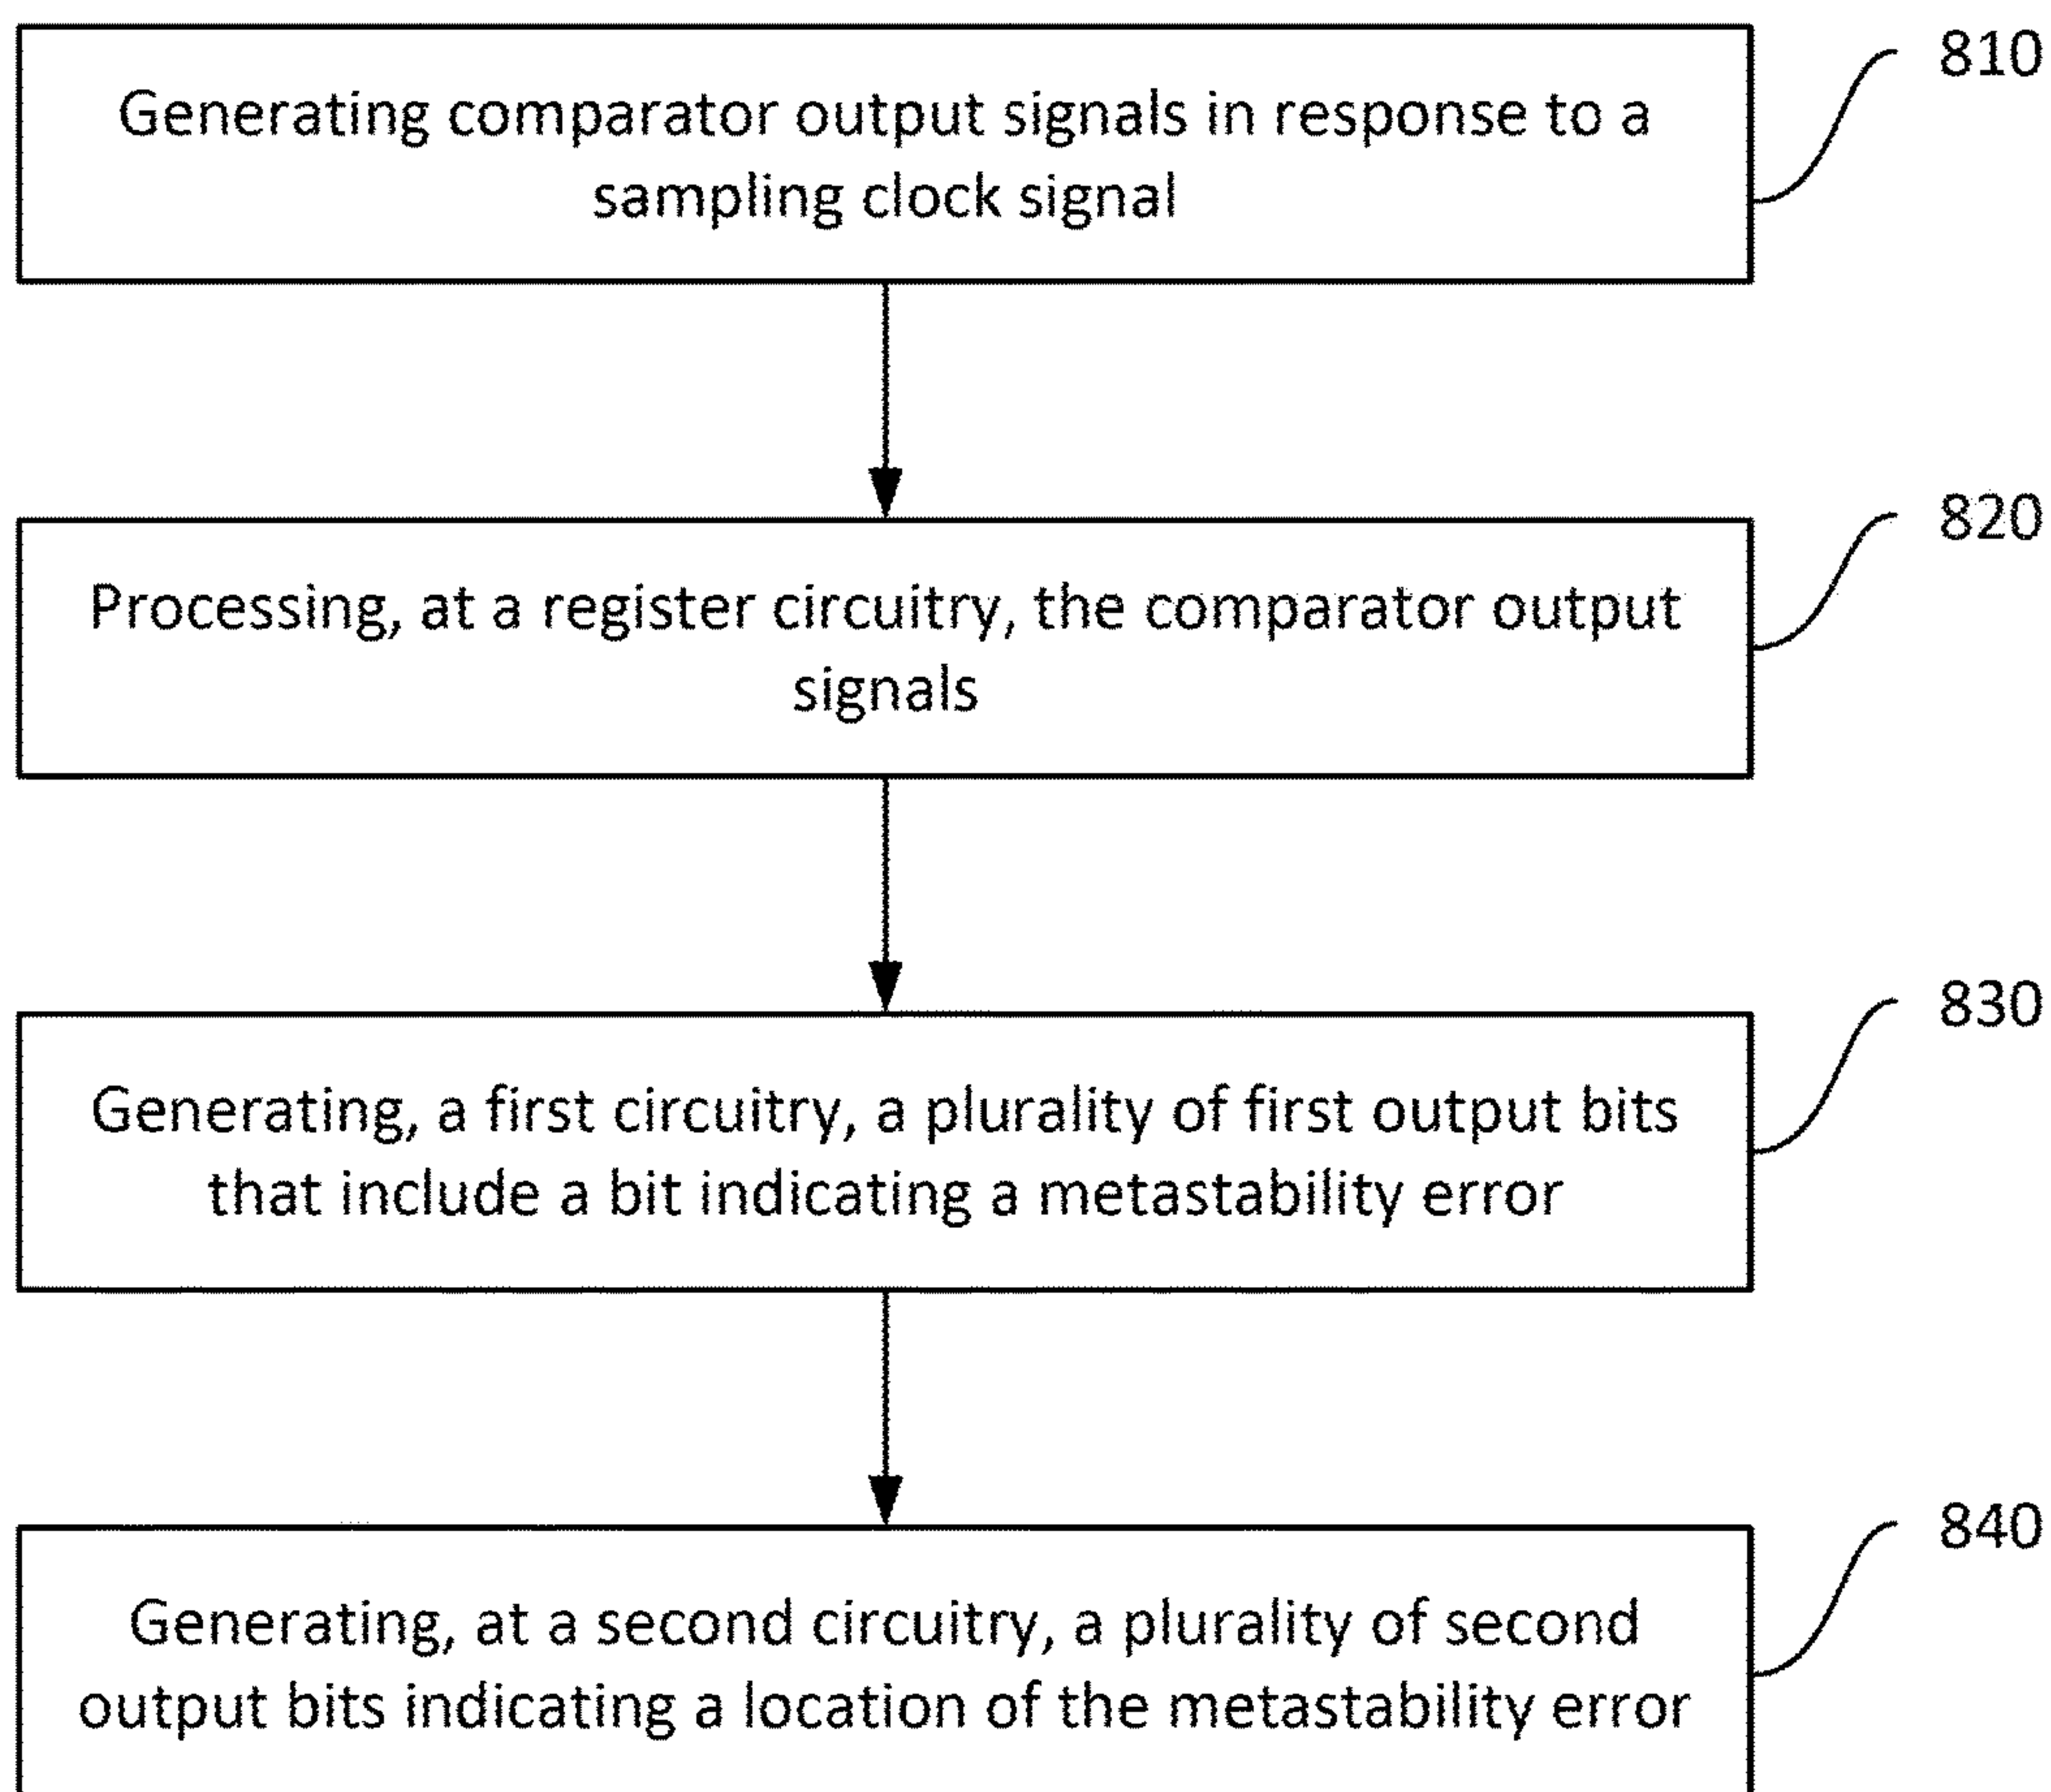 810
Generating comparator output signals in response to a
sampling clock signal
820
Processing, at a register circuitry, the comparator output
signals
830
Generating, a first circuitry, a plurality of first output bits
that include a bit indicating a metastability error
840
Generating, at a second circuitry, a plurality of second
output bits indicating a location of the metastability error